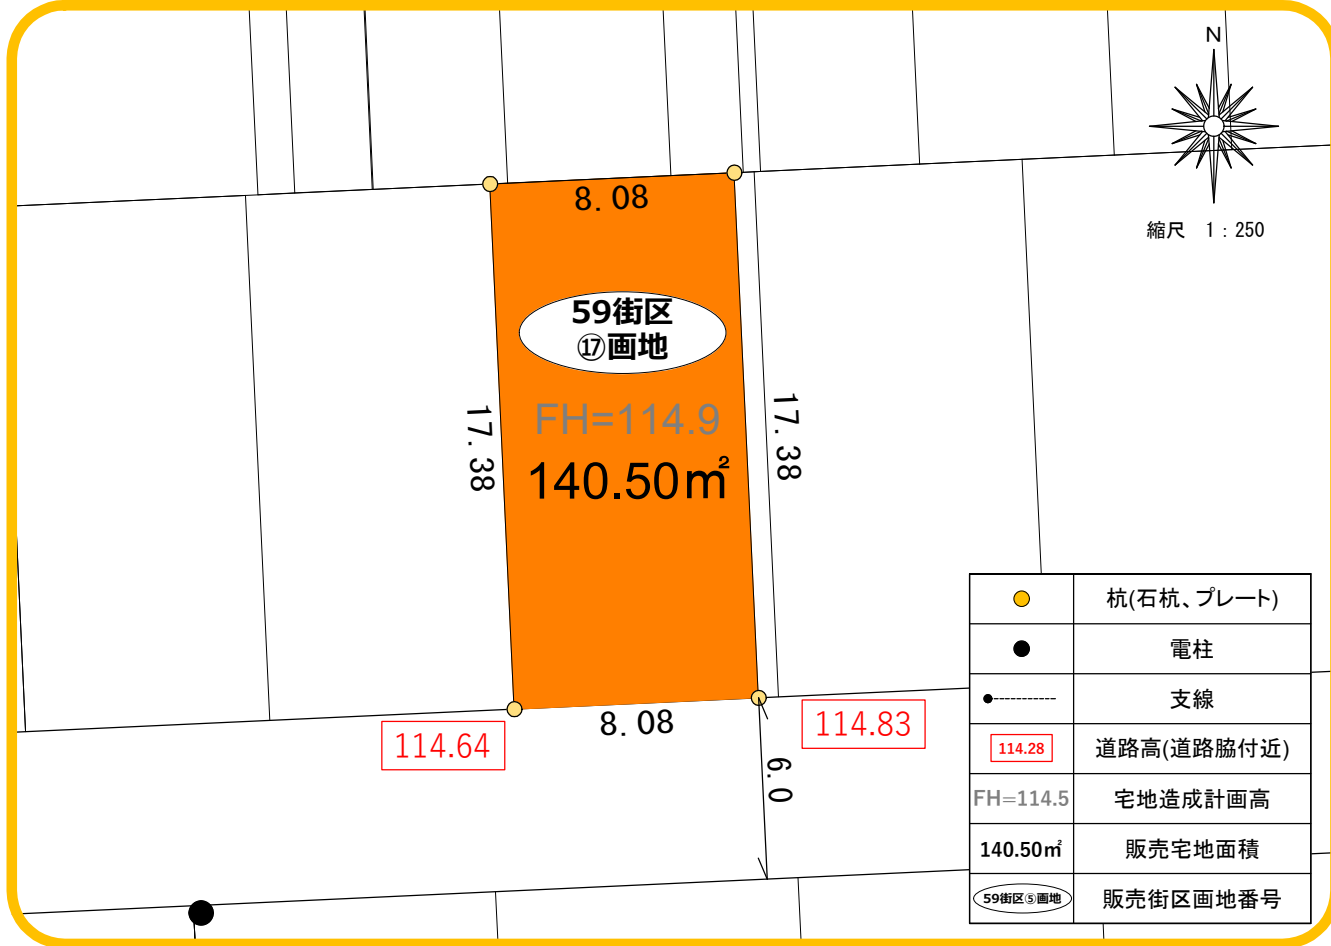 N
縮尺 1：250
8.08
59街区
⑰画地
17.38
FH=114.9
140.50㎡
17.38
8.08
114.64
114.83
6.0
杭(石杭、プレート)
電柱
支線
114.28 道路高(道路脇付近)
FH=114.5 宅地造成計画高
140.50㎡ 販売宅地面積
59街区⑤画地 販売街区画地番号